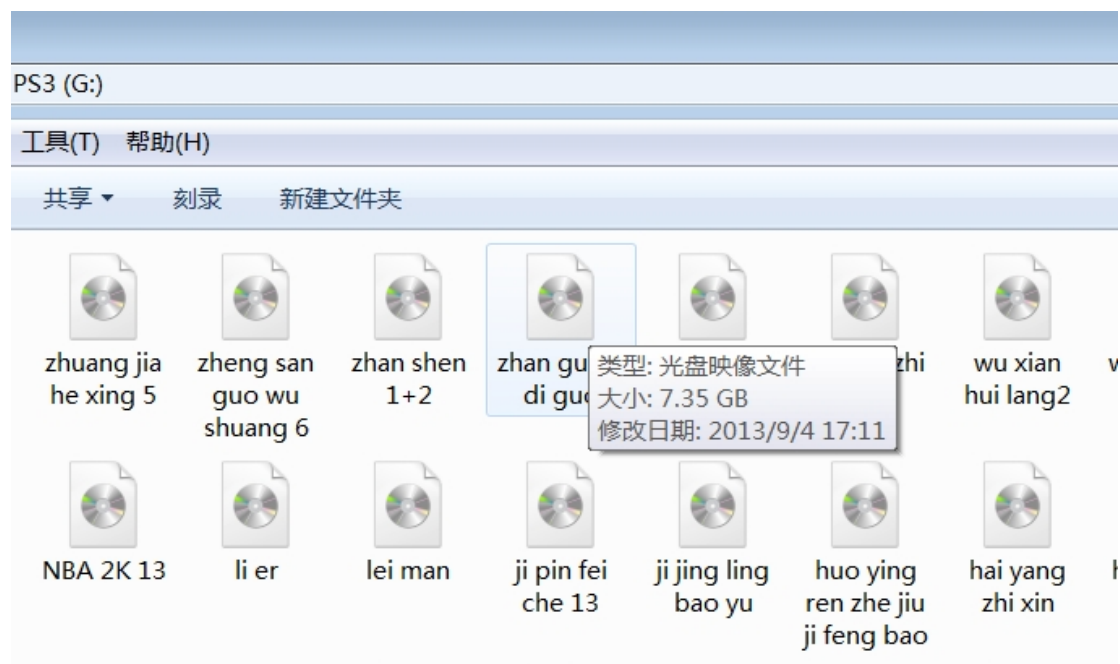 PS3 (G:)
工具(T) 帮助(H)
共享 刻录 新建文件夹
zhuang jia
he xing 5
zheng san
guo wu
shuang 6
zhan shen
1+2
zhan gu
di guo
类型: 光盘映像文件
大小: 7.35 GB
修改日期: 2013/9/4 17:11
zhi
wu xian
hui lang2
NBA 2K 13
li er
lei man
ji pin fei
che 13
ji jing ling
bao yu
huo ying
ren zhe jiu
ji feng bao
hai yang
zhi xin